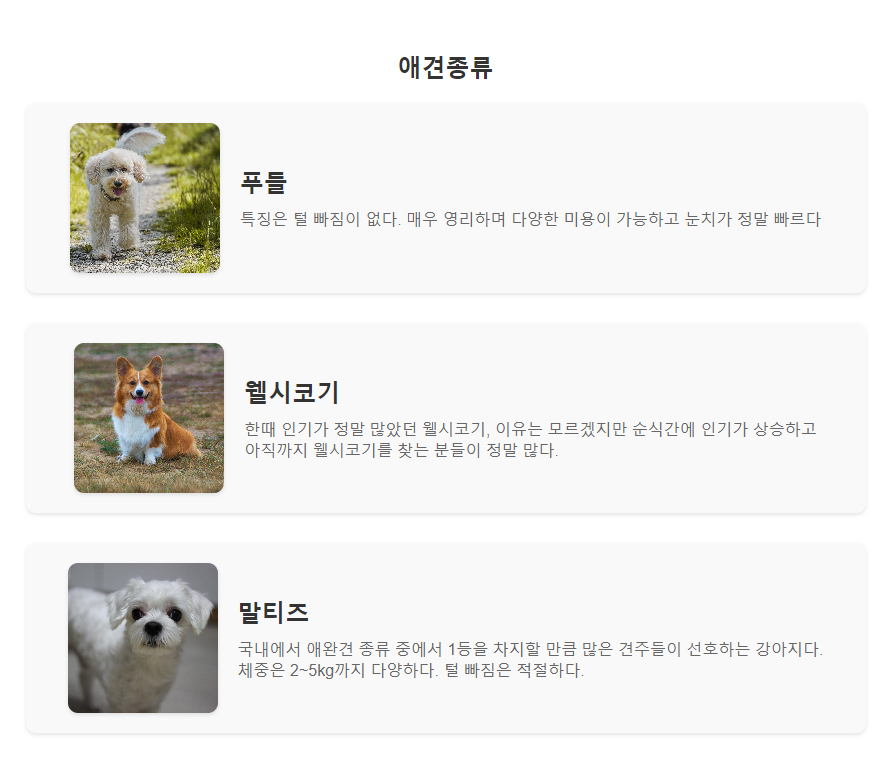 애견종류
푸들
특징은 털 빠짐이 없다. 매우 영리하며 다양한 미용이 가능하고 눈치가 정말 빠르다
웰시코기
한때 인기가 정말 많았던 웰시코기, 이유는 모르겠지만 순식간에 인기가 상승하고
아직까지 웰시코기를 찾는 분들이 정말 많다.
말티즈
국내에서 애완견 종류 중에서 1등을 차지할 만큼 많은 견주들이 선호하는 강아지다.
체중은 2~5kg까지 다양하다. 털 빠짐은 적절하다.